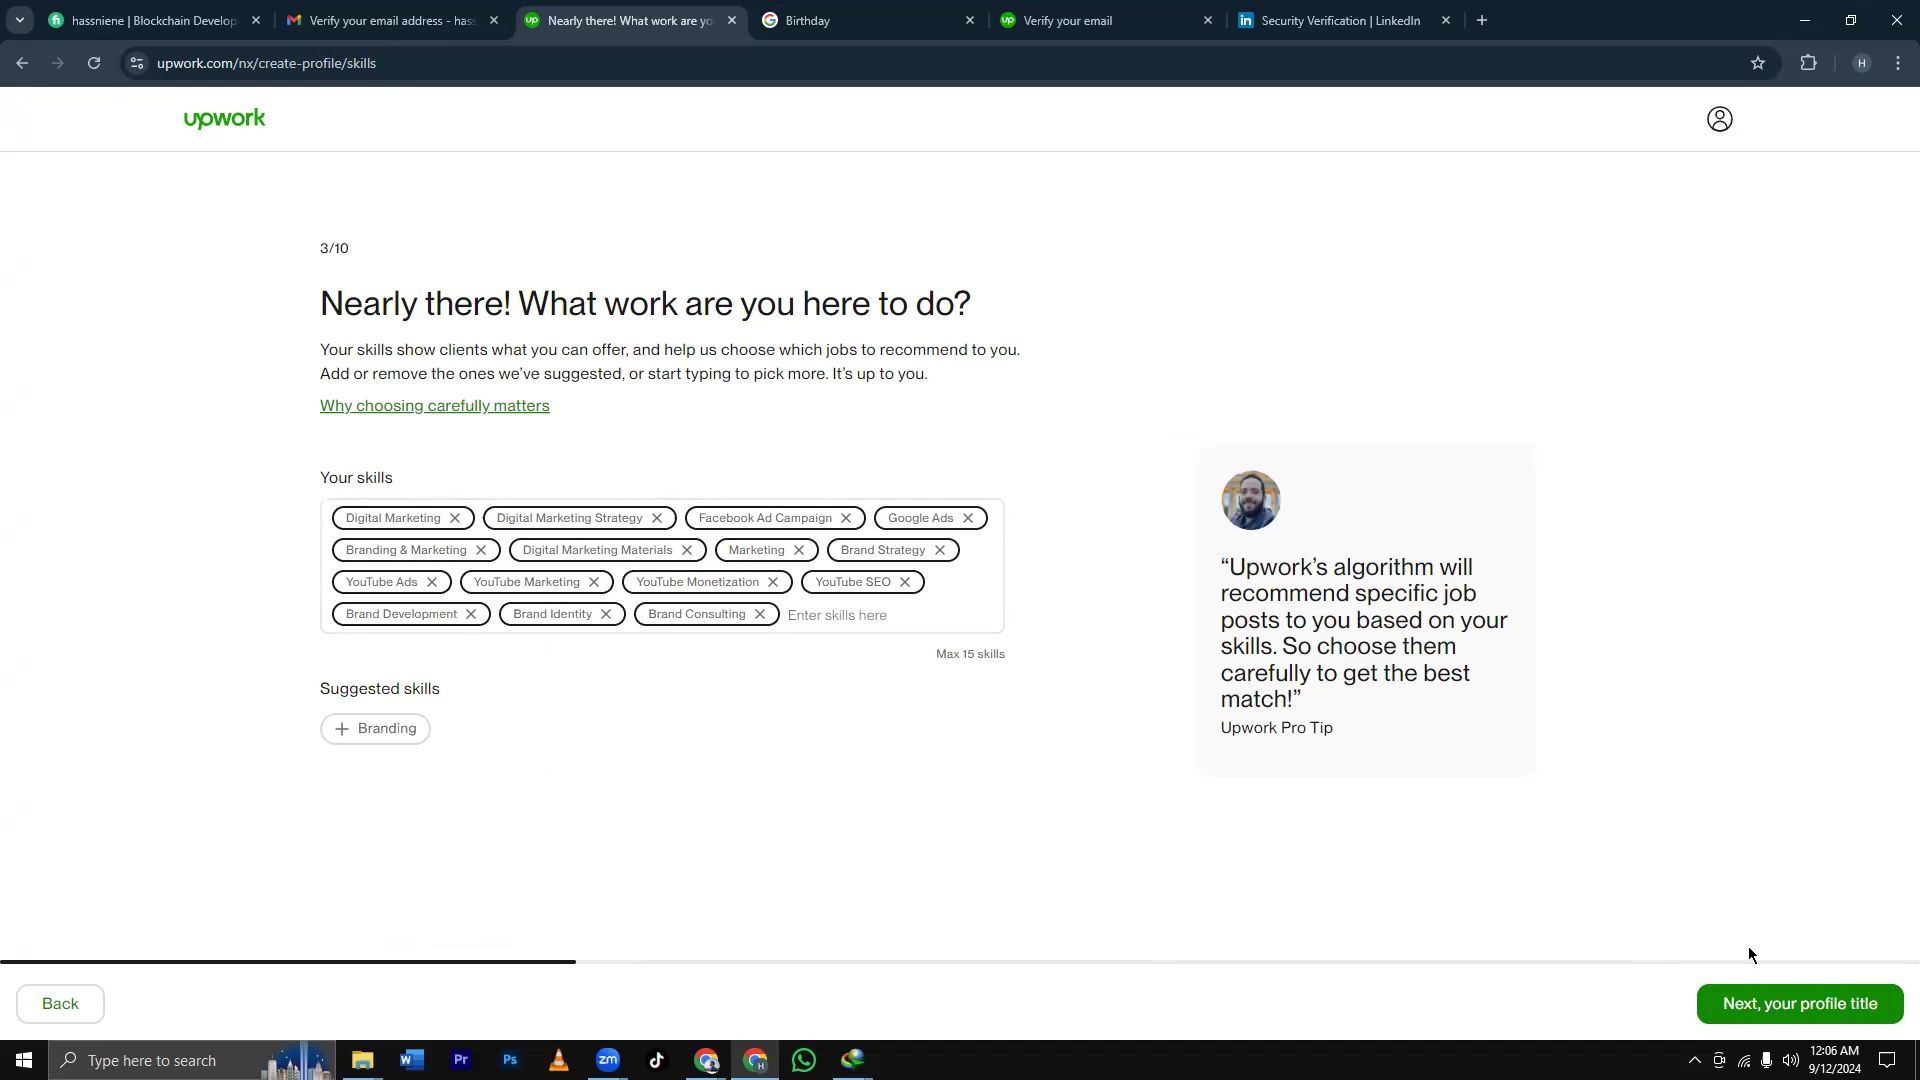 hassniene | Blockchain Develop
Verify your email address - has
Nearly there! What work are yo
Birthday
Verify your email
Security Verification | LinkedIn
upwork.com/nx/create-profile/skills
H
upwork
3/10
Nearly there! What work are you here to do?
Your skills show clients what you can offer, and help us choose which jobs to recommend to you.
Add or remove the ones we've suggested, or start typing to pick more. It's up to you.
Why choosing carefully matters
Your skills
Digital Marketing
Digital Marketing Strategy
Facebook Ad Campaign
Google Ads
Branding & Marketing
Digital Marketing Materials
Marketing
Brand Strategy
YouTube Ads
YouTube Marketing
YouTube Monetization
YouTube SEO
Brand Development
Brand Identity
Brand Consulting
Enter skills here
Max 15 skills
Suggested skills
Branding
“Upwork's algorithm will
recommend specific job
posts to you based on your
skills. So choose them
carefully to get the best
match!”
Upwork Pro Tip
Back
Next, your profile title
Type here to search
12:06 AM
9/12/2024